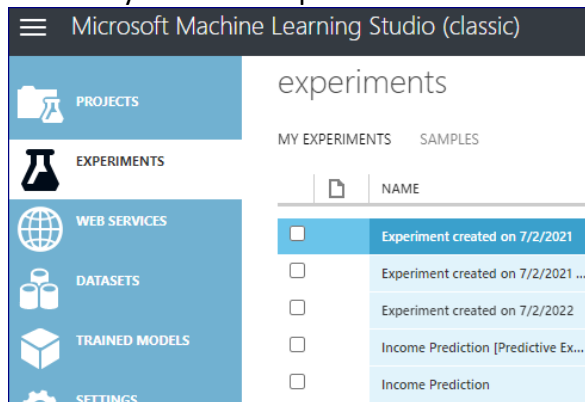 Microsoft Machine Learning Studio (classic)
PROJECTS
EXPERIMENTS
WEB SERVICES
DATASETS
TRAINED MODELS
SETTINGS
experiments
MY EXPERIMENTS SAMPLES
NAME
Experiment created on 7/2/2021
Experiment created on 7/2/2021 ...
Experiment created on 7/2/2022
Income Prediction [Predictive Ex...
Income Prediction